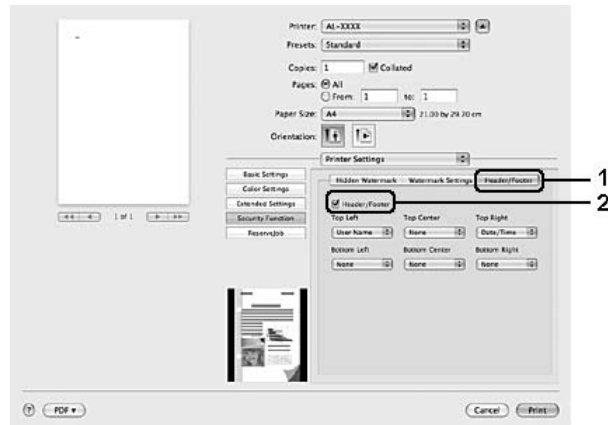 Printer: AL-XXXX
Presets: Standard
Copies: 1 Collated
Pages: All
From: 1 to: 1
Paper Size: A4 21.00 by 29.70 cm
Orientation:
Printer Settings
Basic Settings
Color Settings
Extended Settings
Security Function
ReserveJob
Hidden Watermark Watermark Settings Header/Footer 1
Header/Footer 2
Top Left Top Center Top Right
User Name None Date/Time
Bottom Left Bottom Center Bottom Right
None None None
1 of 1
? PDF Cancel Print